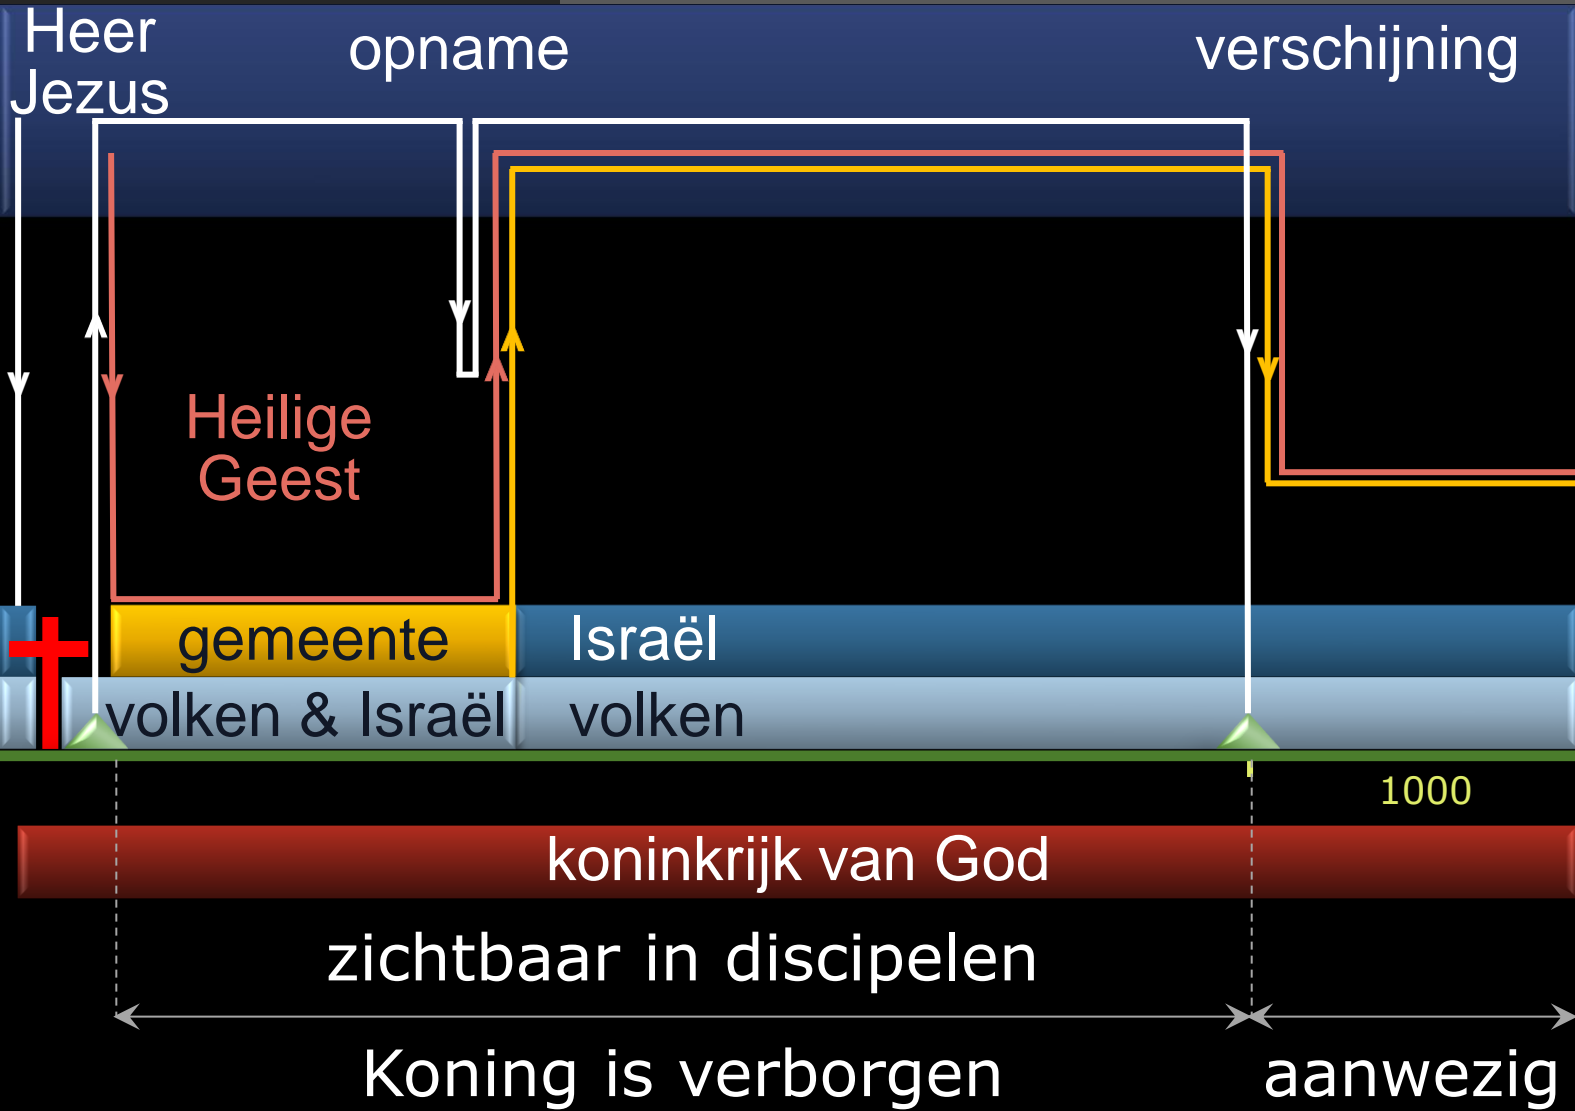 Heer
Jezus
opname
verschijning
Heilige
Geest
gemeente
Israël
volken & Israël
volken
1000
koninkrijk van God
zichtbaar in discipelen
Koning is verborgen
aanwezig